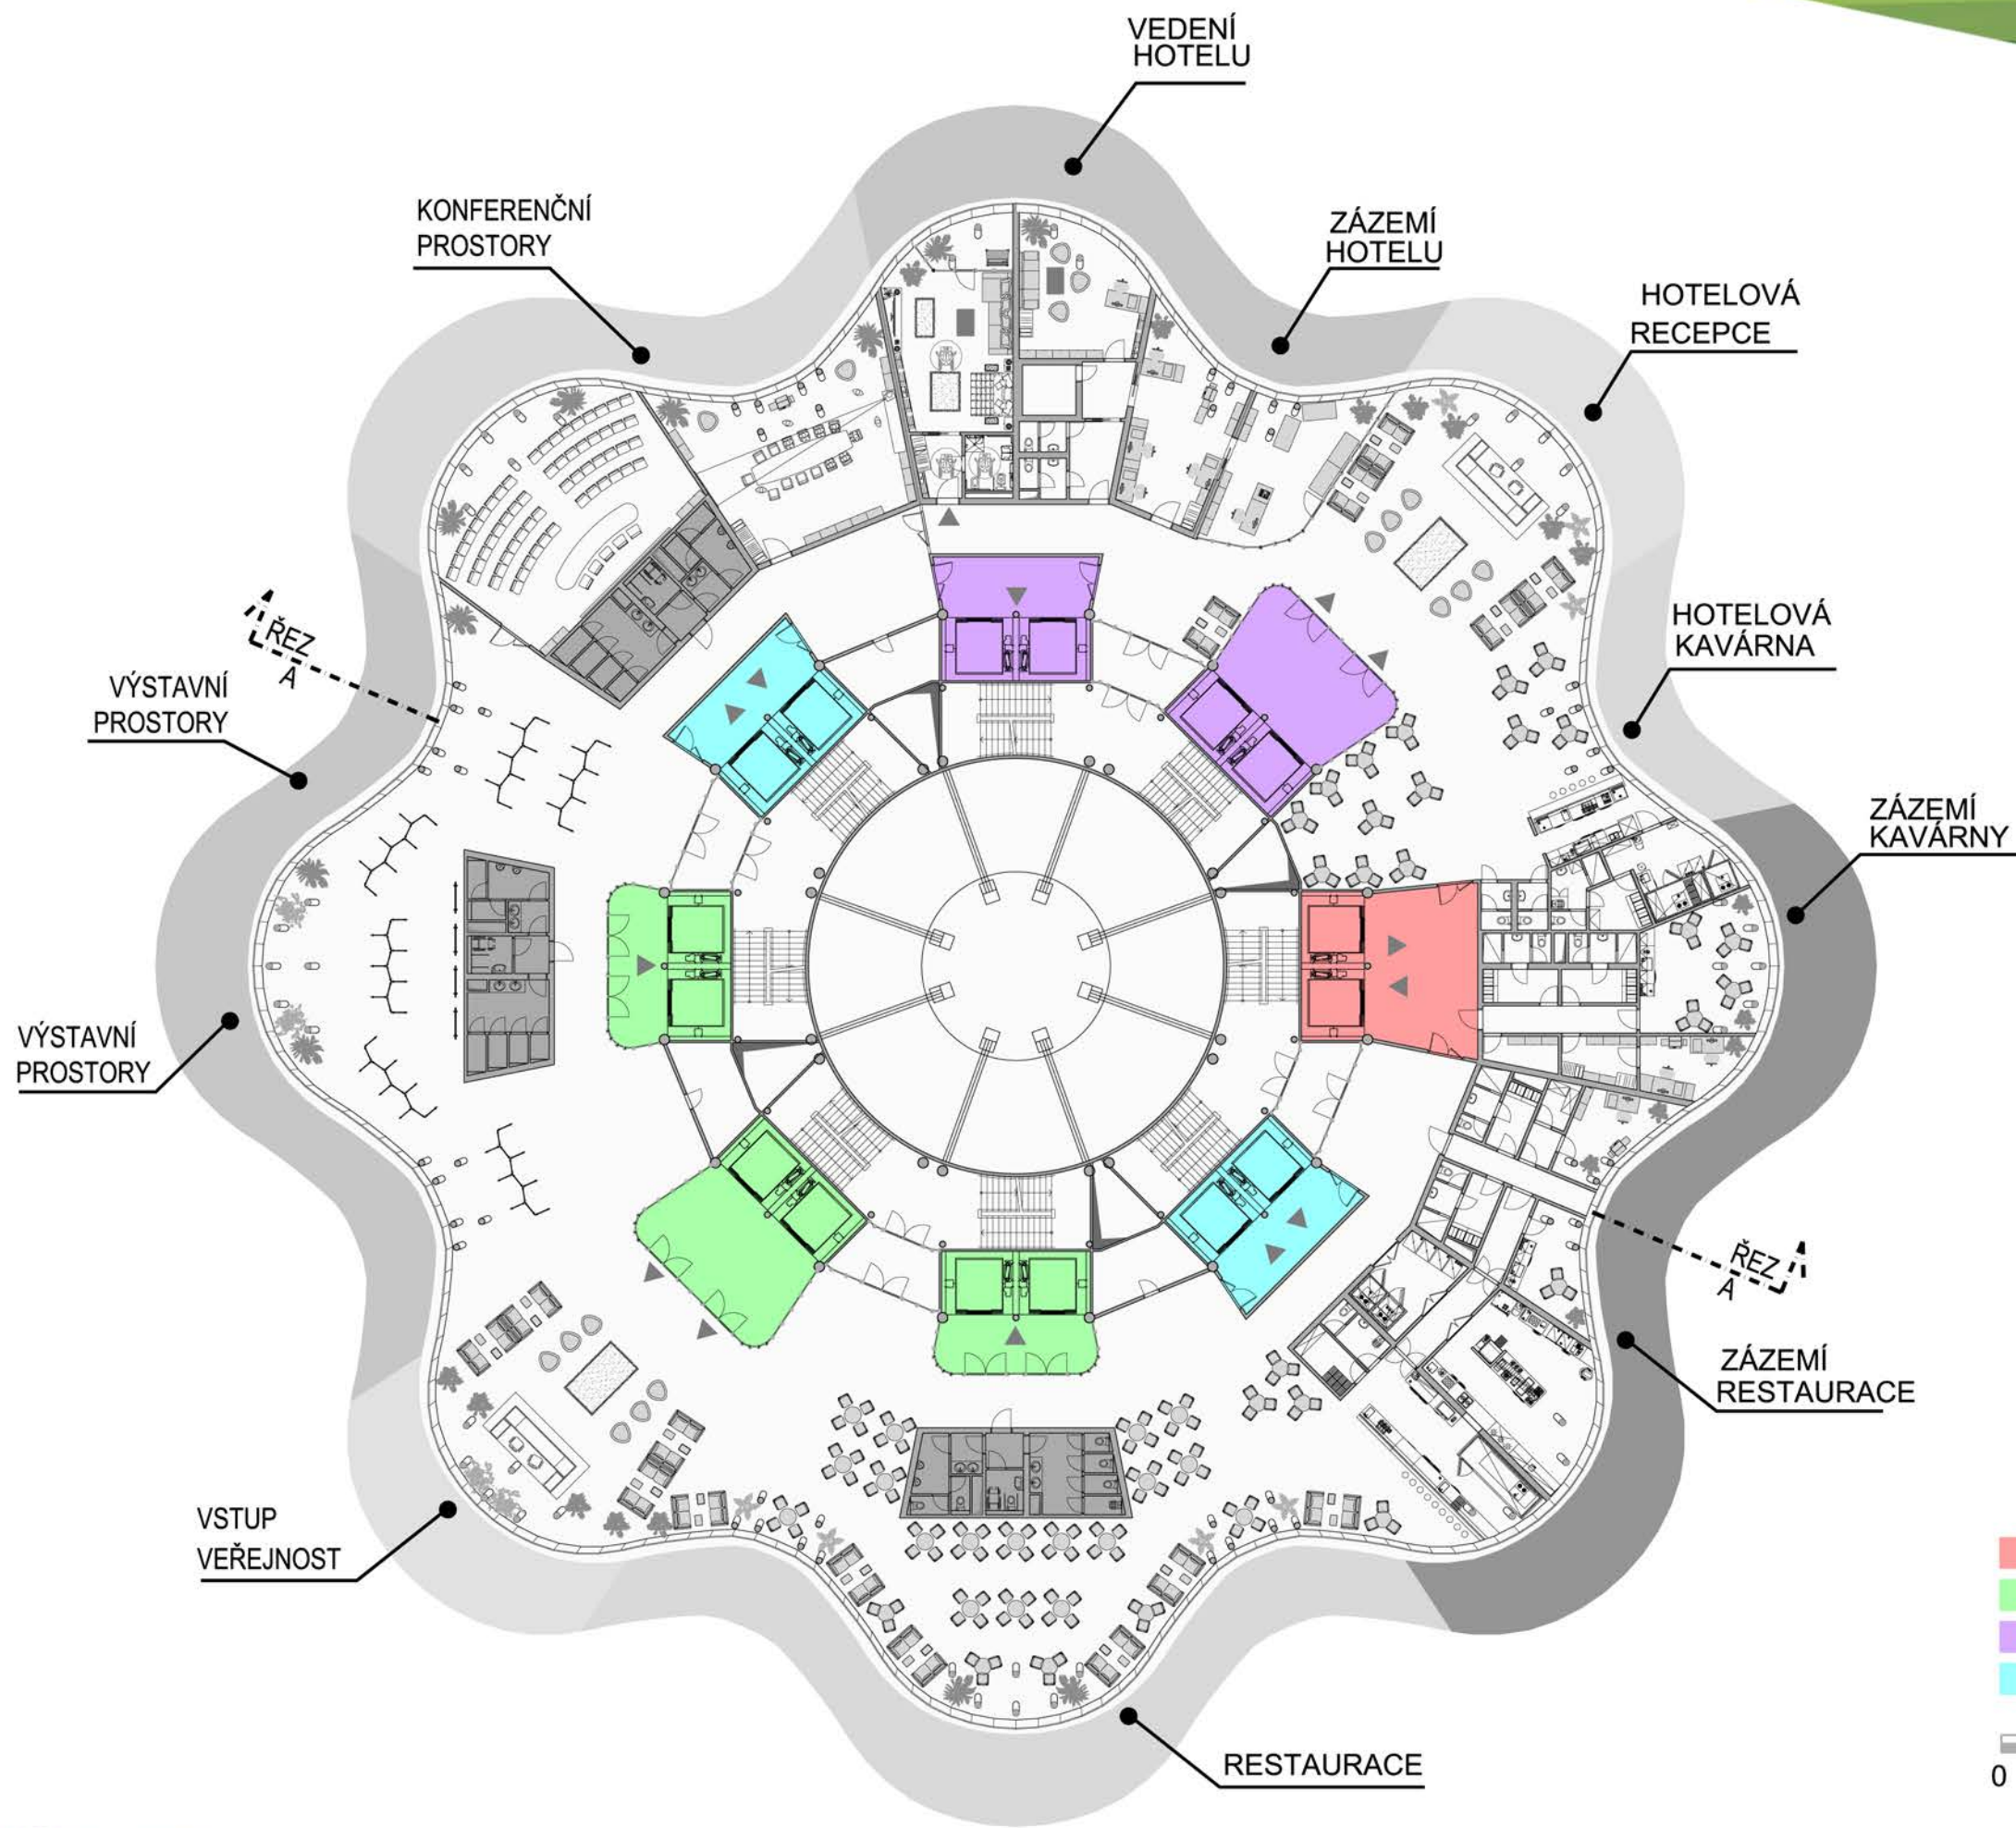 VEDENÍ
HOTELU
KONFERENČNÍ
PROSTORY
ZÁZEMÍ
HOTELU
HOTELOVÁ
RECEPCE
HOTELOVÁ
KAVÁRNA
ŘEZ
A
VÝSTAVNÍ
PROSTORY
ZÁZEMÍ
KAVÁRNY
VÝSTAVNÍ
PROSTORY
ŘEZ
A
ZÁZEMÍ
RESTAURACE
VSTUP
VEŘEJNOST
RESTAURACE
0